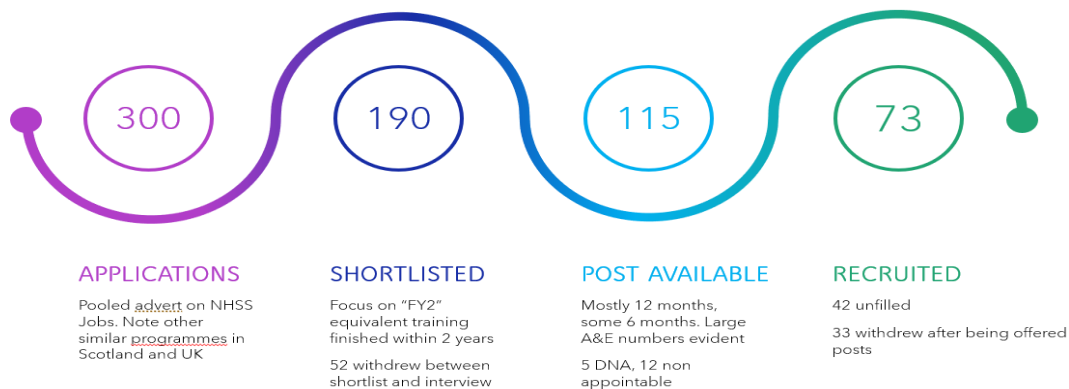 300
190
115
73
APPLICATIONS
Pooled advert on NHSS
Jobs. Note other
similar programmes in
Scotland and UK
SHORTLISTED
Focus on “FY2”
equivalent training
finished within 2 years
52 withdrew between
shortlist and interview
POST AVAILABLE
Mostly 12 months,
some 6 months. Large
A&E numbers evident
5 DNA, 12 non
appointable
RECRUITED
42 unfilled
33 withdrew after being offered
posts